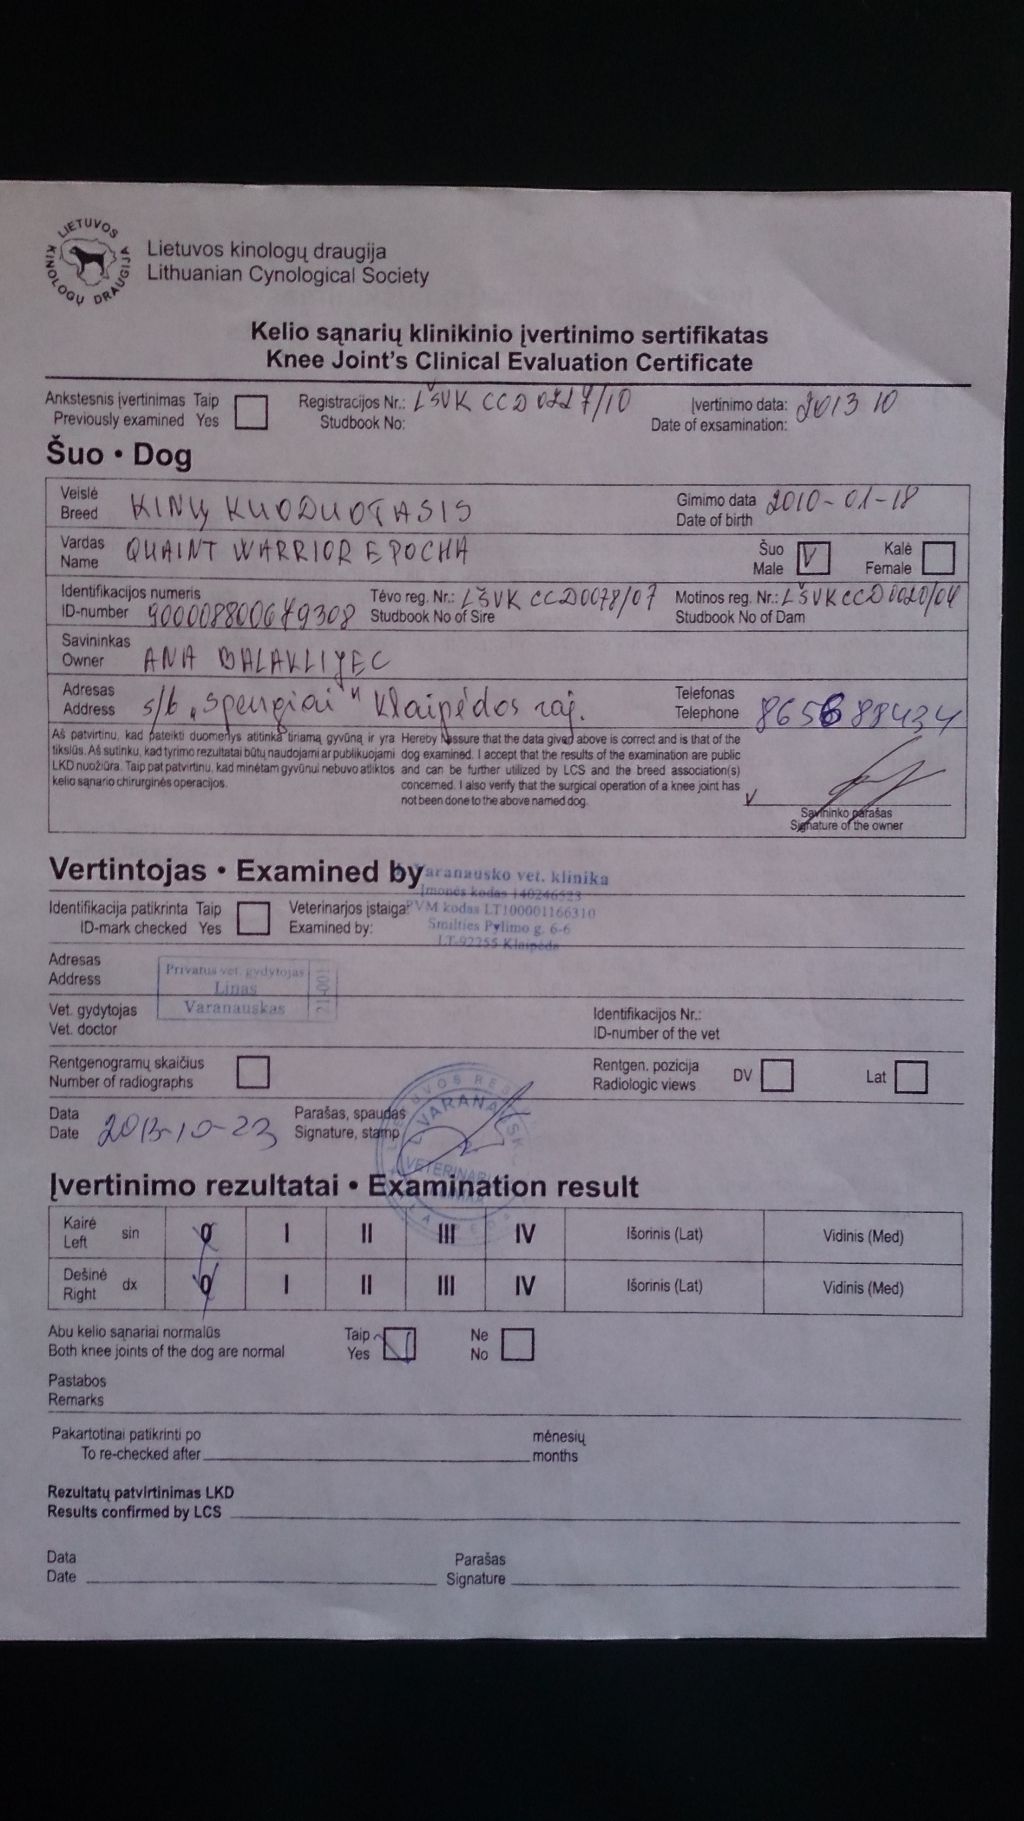 LIETUVOS KINOLOGŲ DRAUGIJA
Lietuvos kinologų draugija
Lithuanian Cynological Society
Kelio sąnarių klinikinio įvertinimo sertifikatas
Knee Joint's Clinical Evaluation Certificate
Ankstesnis įvertinimas Taip
Previously examined Yes
Registracijos Nr.: LŠVK CCD 0217/10
Studbook No:
Įvertinimo data: 2013 10
Date of exsamination:
Šuo • Dog
Veislė
Breed
KINŲ KUODUOTASIS
Gimimo data 2010-01-18
Date of birth
Vardas
Name
QUAINT WARRIOR EPOCHA
Šuo
Male V
Kalė
Female
Identifikacijos numeris
ID-number 900008800679308
Tėvo reg. Nr.: LŠVK CCD0078/07
Studbook No of Sire
Motinos reg. Nr.: LŠVK CCD 0020/04
Studbook No of Dam
Savininkas
Owner ANA BALAKLIJEC
Adresas
Address s/b „Spengiai" Klaipėdos raj.
Telefonas
Telephone 865688434
Aš patvirtinu, kad pateikti duomenys atitinka tiriamą gyvūną ir yra
tikslūs. Aš sutinku, kad tyrimo rezultatai būtų naudojami ar publikuojami
LKD nuožiūra. Taip pat patvirtinu, kad minėtam gyvūnui nebuvo atliktos
kelio sąnario chirurginės operacijos.
Hereby I assure that the data given above is correct and is that of the
dog examined. I accept that the results of the examination are public
and can be further utilized by LCS and the breed association(s)
concerned. I also verify that the surgical operation of a knee joint has
not been done to the above named dog.
V
Savininko parašas
Signature of the owner
Vertintojas • Examined by
Varanausko vet. klinika
Įmonės kodas 140246523
PVM kodas LT100001166310
Smilties Pylimo g. 6-6
LT-92255 Klaipėda
Identifikacija patikrinta Taip
ID-mark checked Yes
Veterinarijos įstaiga:
Examined by:
Adresas
Address
Privatus vet. gydytojas
Linas
Varanauskas
Vet. gydytojas
Vet. doctor
Identifikacijos Nr.:
ID-number of the vet
Rentgenogramų skaičius
Number of radiographs
Rentgen. pozicija
Radiologic views
DV
Lat
Data
Date 2013-10-23
Parašas, spaudas
Signature, stamp
Įvertinimo rezultatai • Examination result
Kairė
Left
sin 0 I II III IV Išorinis (Lat) Vidinis (Med)
Dešinė
Right
dx 0 I II III IV Išorinis (Lat) Vidinis (Med)
Abu kelio sąnariai normalūs
Both knee joints of the dog are normal
Taip
Yes
Ne
No
Pastabos
Remarks
Pakartotinai patikrinti po
To re-checked after
mėnesių
months
Rezultatų patvirtinimas LKD
Results confirmed by LCS
Data
Date
Parašas
Signature